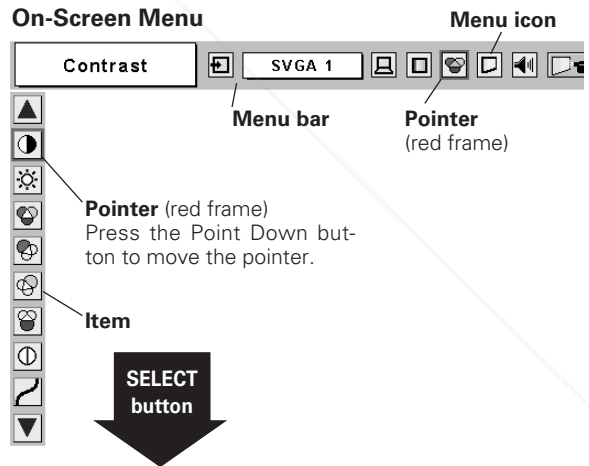 On-Screen Menu
Menu icon
Contrast
SVGA 1
Menu bar
Pointer
(red frame)
Pointer (red frame)
Press the Point Down but-
ton to move the pointer.
Item
SELECT
button